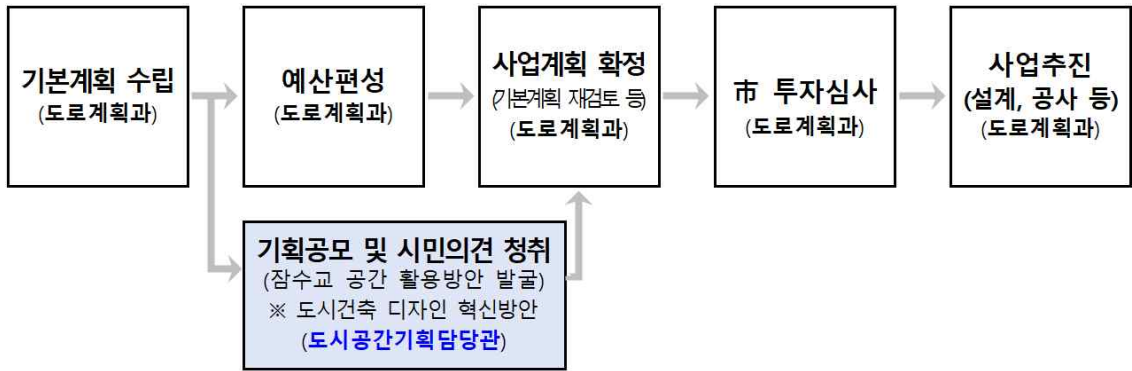 기본계획 수립
(도로계획과)
예산편성
(도로계획과)
사업계획 확정
(기본계획 재검토 등)
(도로계획과)
市 투자심사
(도로계획과)
사업추진
(설계, 공사 등)
(도로계획과)
기획공모 및 시민의견 청취
(잠수교 공간 활용방안 발굴)
※ 도시건축 디자인 혁신방안
(도시공간기획담당관)